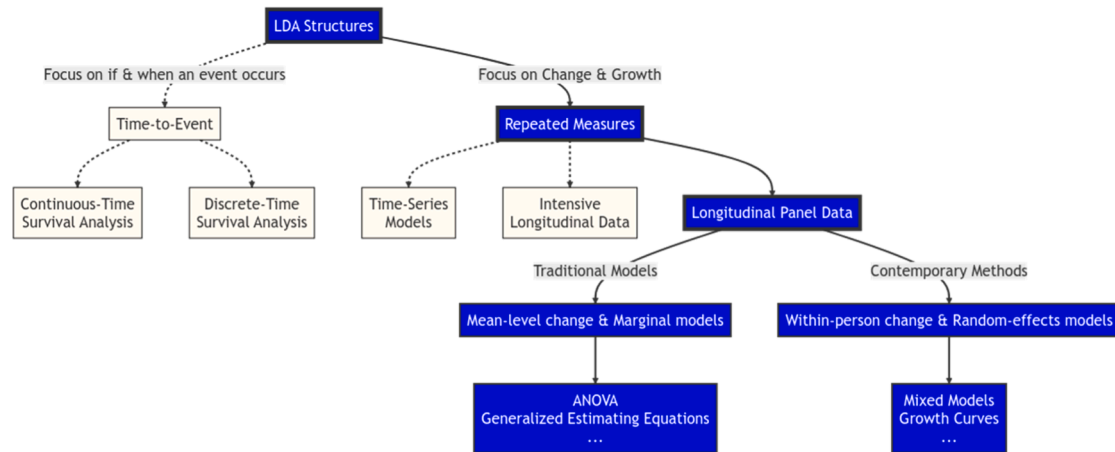 LDA Structures
Focus on if & when an event occurs
Focus on Change & Growth
Time-to-Event
Repeated Measures
Continuous-Time
Survival Analysis
Discrete-Time
Survival Analysis
Time-Series
Models
Intensive
Longitudinal Data
Longitudinal Panel Data
Traditional Models
Contemporary Methods
Mean-level change & Marginal models
Within-person change & Random-effects models
ANOVA
Generalized Estimating Equations
...
Mixed Models
Growth Curves
...